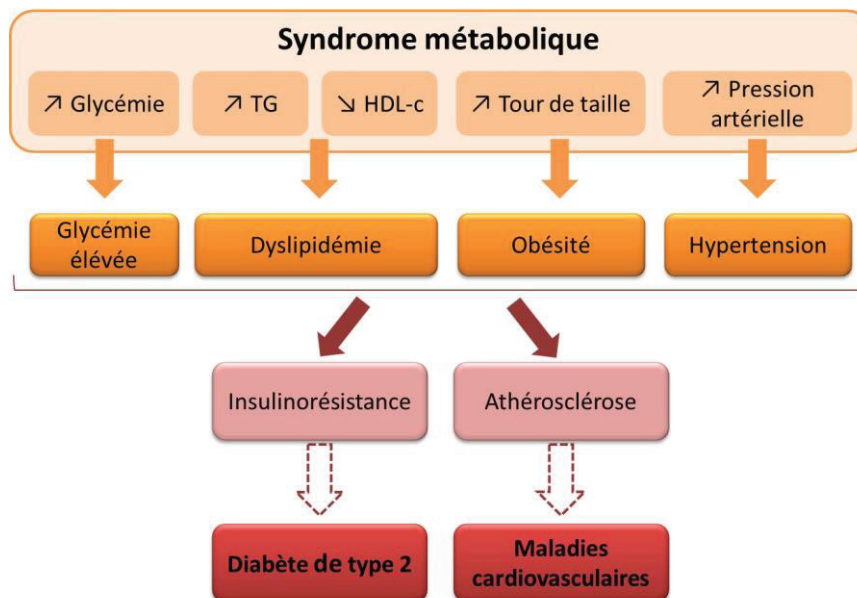 Syndrome métabolique
↗ Glycémie
↗ TG
↘ HDL-c
↗ Tour de taille
↗ Pression
artérielle
Glycémie
élévée
Dyslipidémie
Obésité
Hypertension
Insulinorésistance
Athérosclérose
Diabète de type 2
Maladies
cardiovasculaires